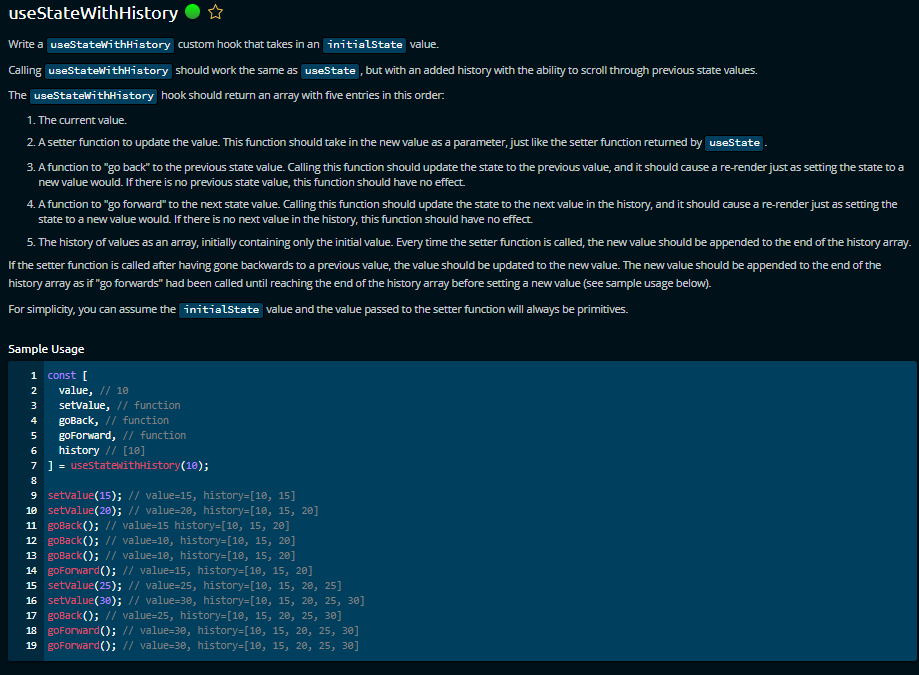 useStateWithHistory
Write a useStateWithHistory custom hook that takes in an initialState value.
Calling useStateWithHistory should work the same as useState, but with an added history with the ability to scroll through previous state values.
The useStateWithHistory hook should return an array with five entries in this order:
1. The current value.
2. A setter function to update the value. This function should take in the new value as a parameter, just like the setter function returned by useState.
3. A function to "go back" to the previous state value. Calling this function should update the state to the previous value, and it should cause a re-render just as setting the state to a
new value would. If there is no previous state value, this function should have no effect.
4. A function to "go forward" to the next state value. Calling this function should update the state to the next value in the history, and it should cause a re-render just as setting the
state to a new value would. If there is no next value in the history, this function should have no effect.
5. The history of values as an array, initially containing only the initial value. Every time the setter function is called, the new value should be appended to the end of the history array.
If the setter function is called after having gone backwards to a previous value, the value should be updated to the new value. The new value should be appended to the end of the
history array as if "go forwards" had been called until reaching the end of the history array before setting a new value (see sample usage below).
For simplicity, you can assume the initialState value and the value passed to the setter function will always be primitives.
Sample Usage
1 const [
2 value, // 10
3 setValue, // function
4 goBack, // function
5 goForward, // function
6 history // [10]
7 ] = useStateWithHistory(10);
8
9 setValue(15); // value=15, history=[10, 15]
10 setValue(20); // value=20, history=[10, 15, 20]
11 goBack(); // value=15 history=[10, 15, 20]
12 goBack(); // value=10, history=[10, 15, 20]
13 goBack(); // value=10, history=[10, 15, 20]
14 goForward(); // value=15, history=[10, 15, 20]
15 setValue(25); // value=25, history=[10, 15, 20, 25]
16 setValue(30); // value=30, history=[10, 15, 20, 25, 30]
17 goBack(); // value=25, history=[10, 15, 20, 25, 30]
18 goForward(); // value=30, history=[10, 15, 20, 25, 30]
19 goForward(); // value=30, history=[10, 15, 20, 25, 30]